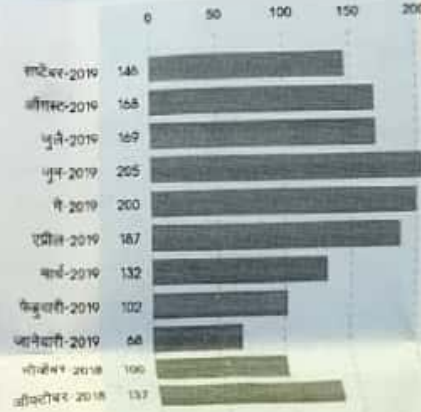 0 50 100 150 200
सप्टेंबर-2019 146
ऑगस्ट-2019 168
जुलै-2019 169
जुन-2019 205
मे-2019 200
एप्रील-2019 187
मार्च-2019 132
फेब्रुवारी-2019 102
जानेवारी-2019 68
नोव्हेंबर-2018 100
ऑक्टोबर-2018 137